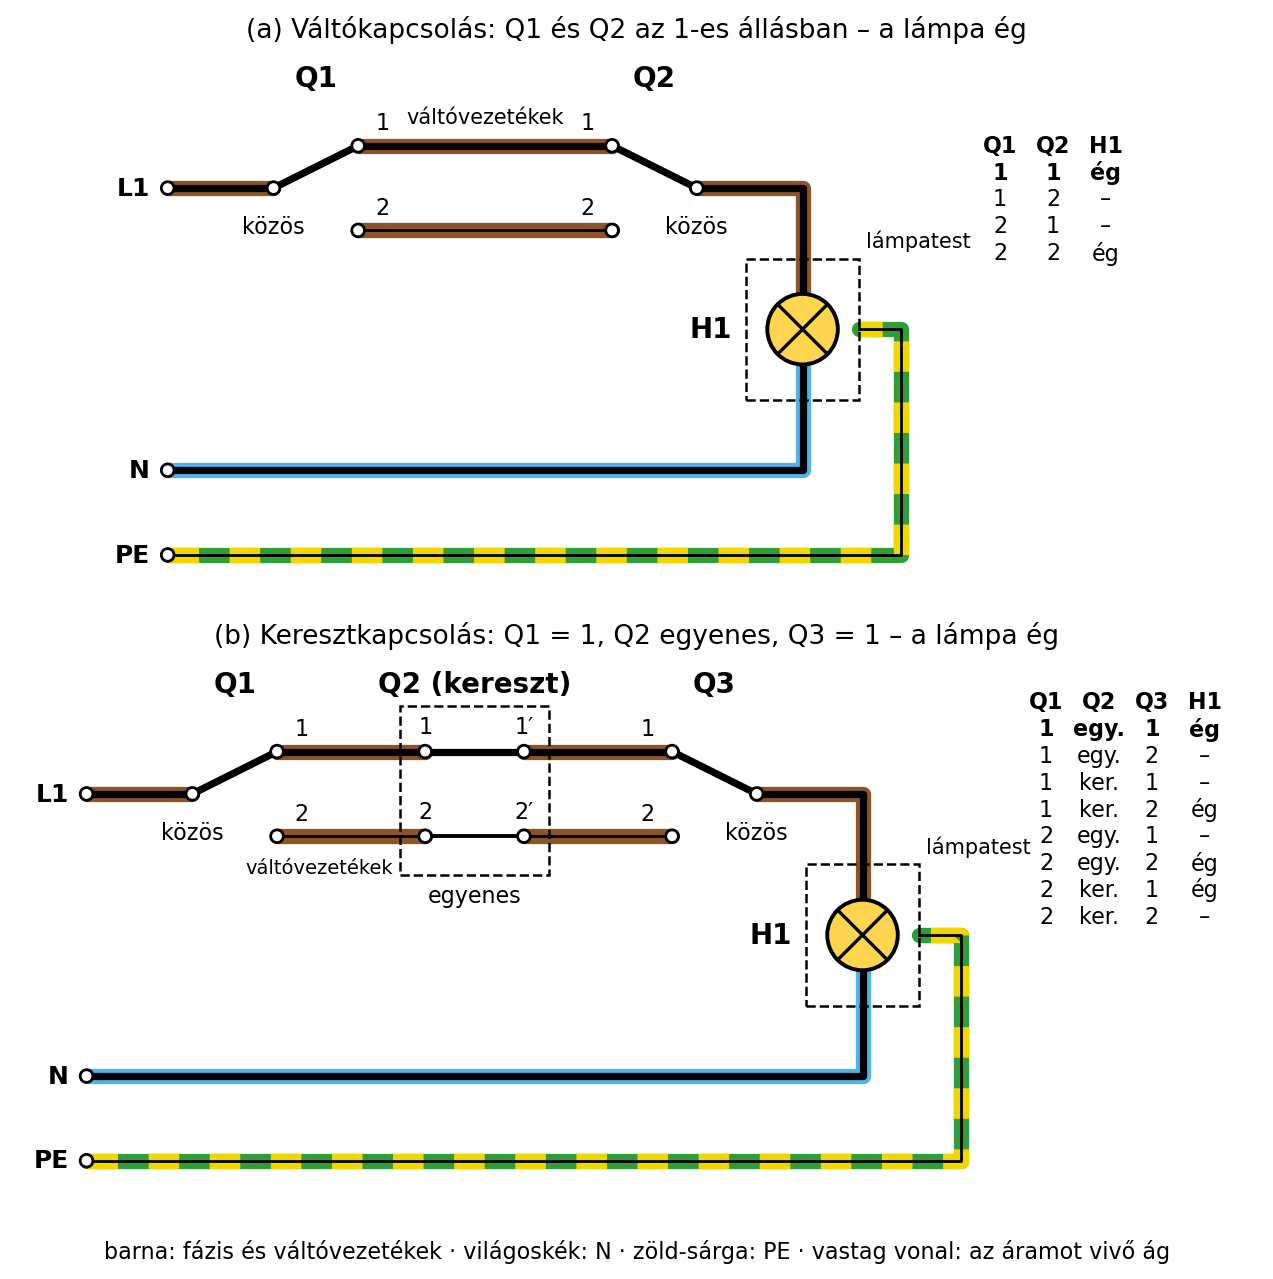 (a) Váltókapcsolás: Q1 és Q2 az 1-es állásban – a lámpa ég
Q1 Q2
1 váltóvezetékek 1
L1
2 2
közös közös
lámpatest
H1
N
PE
Q1 Q2 H1
1 1 ég
1 2 –
2 1 –
2 2 ég
(b) Keresztkapcsolás: Q1 = 1, Q2 egyenes, Q3 = 1 – a lámpa ég
Q1 Q2 (kereszt) Q3
1 1 1′ 1
L1
2 2 2′ 2
közös közös
váltóvezetékek
egyenes
lámpatest
H1
N
PE
Q1 Q2 Q3 H1
1 egy. 1 ég
1 egy. 2 –
1 ker. 1 –
1 ker. 2 ég
2 egy. 1 –
2 egy. 2 ég
2 ker. 1 ég
2 ker. 2 –
barna: fázis és váltóvezetékek · világoskék: N · zöld-sárga: PE · vastag vonal: az áramot vivő ág